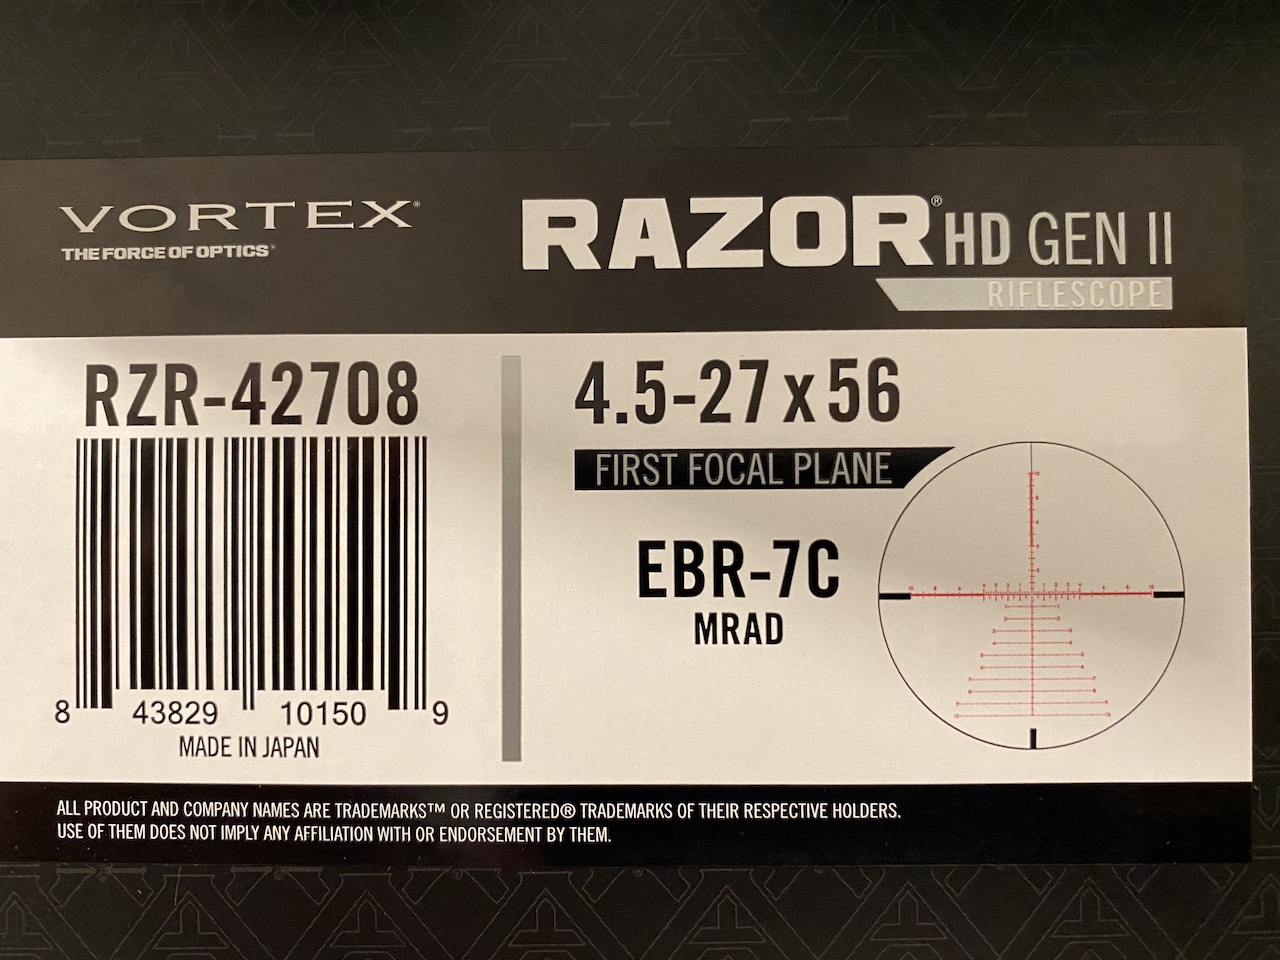 VORTEX®
THE FORCE OF OPTICS
RAZOR® HD GEN II
RIFLESCOPE
RZR-42708
8 43829 10150 9
MADE IN JAPAN
4.5-27 x 56
FIRST FOCAL PLANE
EBR-7C
MRAD
ALL PRODUCT AND COMPANY NAMES ARE TRADEMARKS™ OR REGISTERED® TRADEMARKS OF THEIR RESPECTIVE HOLDERS.
USE OF THEM DOES NOT IMPLY ANY AFFILIATION WITH OR ENDORSEMENT BY THEM.